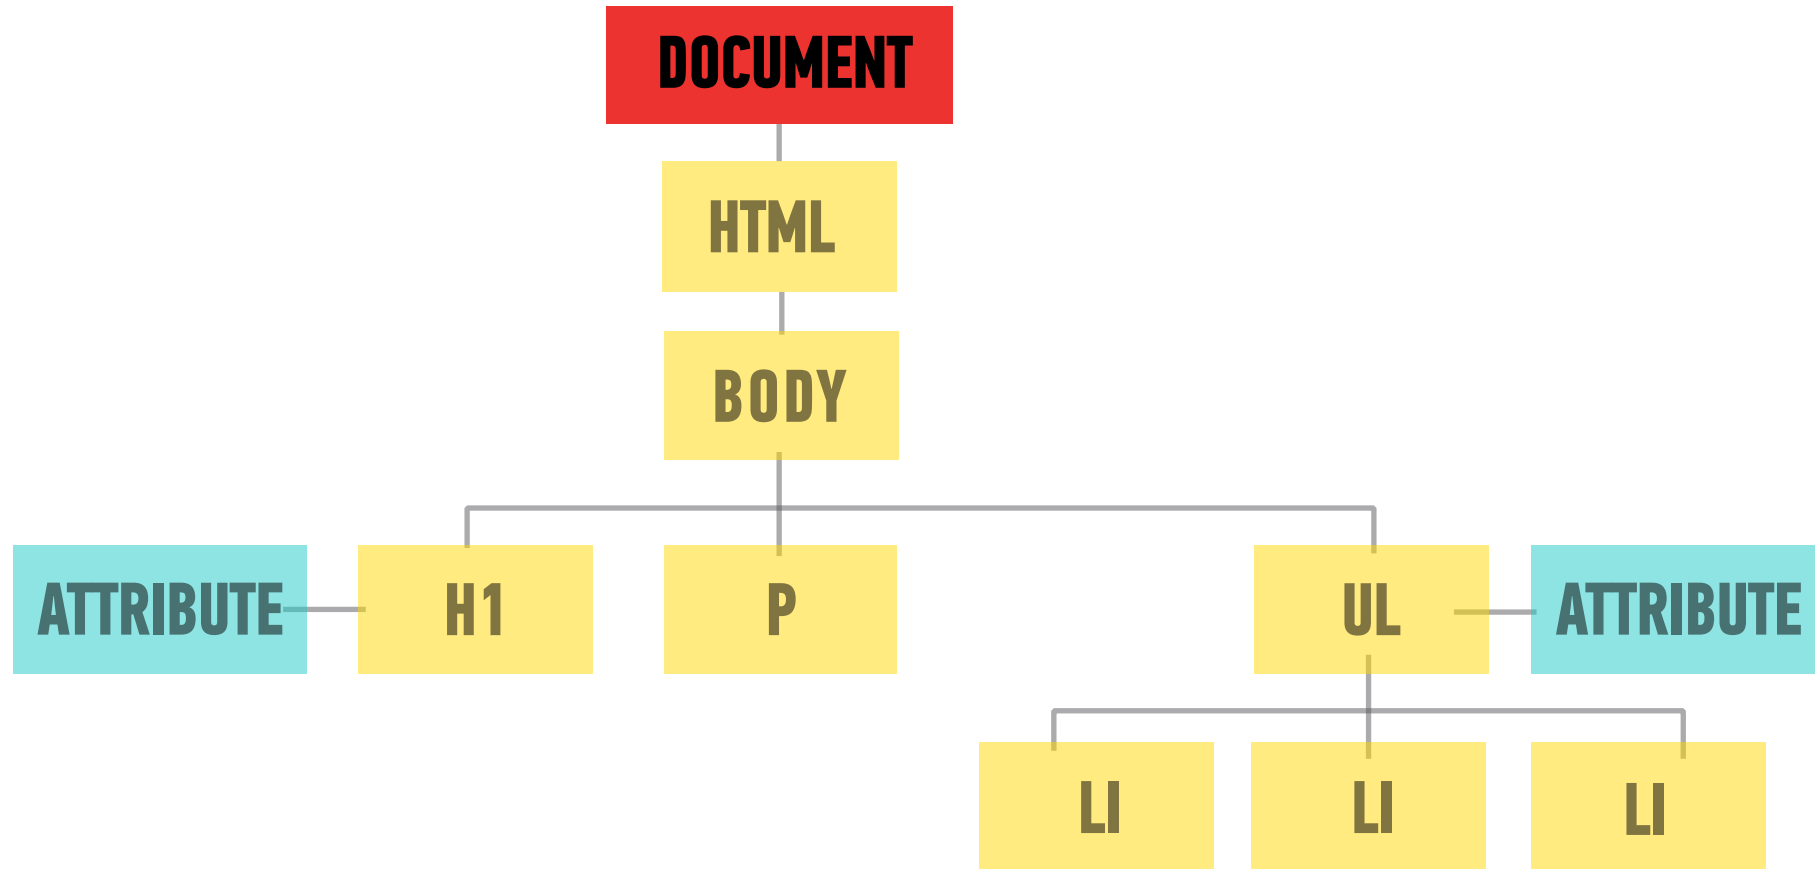 DOCUMENT
HTML
BODY
ATTRIBUTE
H1
P
UL
ATTRIBUTE
LI
LI
LI